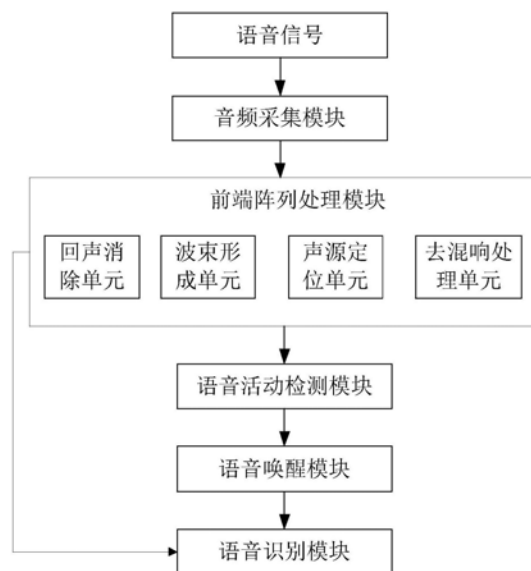 语音信号
音频采集模块
前端阵列处理模块
回声消
除单元
波束形
成单元
声源定
位单元
去混响处
理单元
语音活动检测模块
语音唤醒模块
语音识别模块